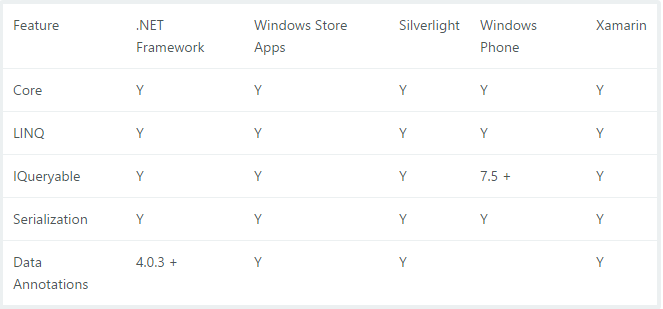 Feature .NET Framework Windows Store Apps Silverlight Windows Phone Xamarin
Core Y Y Y Y Y
LINQ Y Y Y Y Y
IQueryable Y Y Y 7.5 + Y
Serialization Y Y Y Y Y
Data Annotations 4.0.3 + Y Y Y